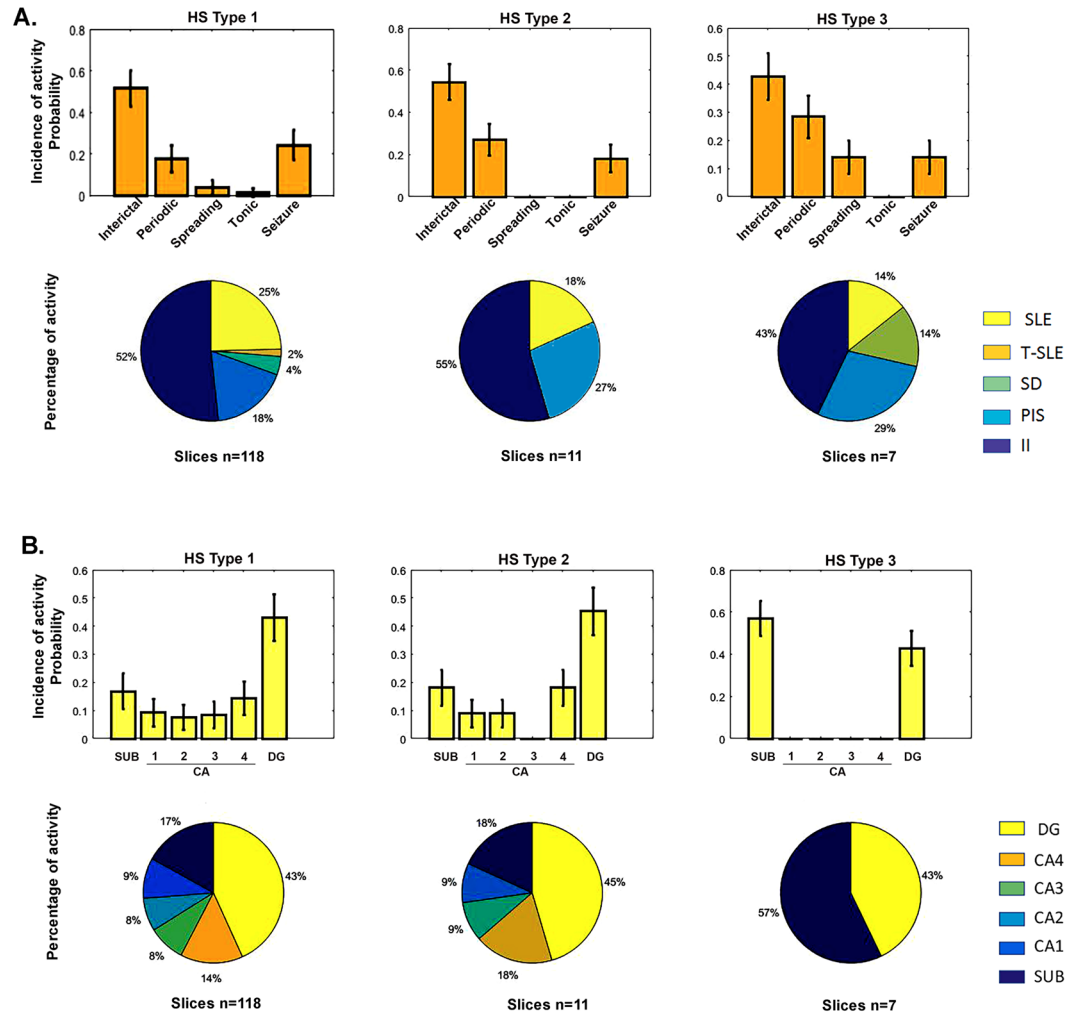 A.
HS Type 1
HS Type 2
HS Type 3
Incidence of activity
Probability
0.8
0.6
0.4
0.2
0
0.8
0.6
0.4
0.2
0
0.6
0.5
0.4
0.3
0.2
0.1
0
Interictal
Periodic
Spreading
Tonic
Seizure
Interictal
Periodic
Spreading
Tonic
Seizure
Interictal
Periodic
Spreading
Tonic
Seizure
Percentage of activity
25%
2%
4%
18%
52%
18%
27%
55%
14%
14%
29%
43%
SLE
T-SLE
SD
PIS
II
Slices n=118
Slices n=11
Slices n=7
B.
HS Type 1
HS Type 2
HS Type 3
Incidence of activity
Probability
0.6
0.5
0.4
0.3
0.2
0.1
0
0.6
0.5
0.4
0.3
0.2
0.1
0
0.8
0.6
0.4
0.2
0
SUB 1 2 3 4 DG
CA
SUB 1 2 3 4 DG
CA
SUB 1 2 3 4 DG
CA
Percentage of activity
17%
43%
9%
8%
8%
14%
18%
45%
9%
9%
18%
43%
57%
DG
CA4
CA3
CA2
CA1
SUB
Slices n=118
Slices n=11
Slices n=7